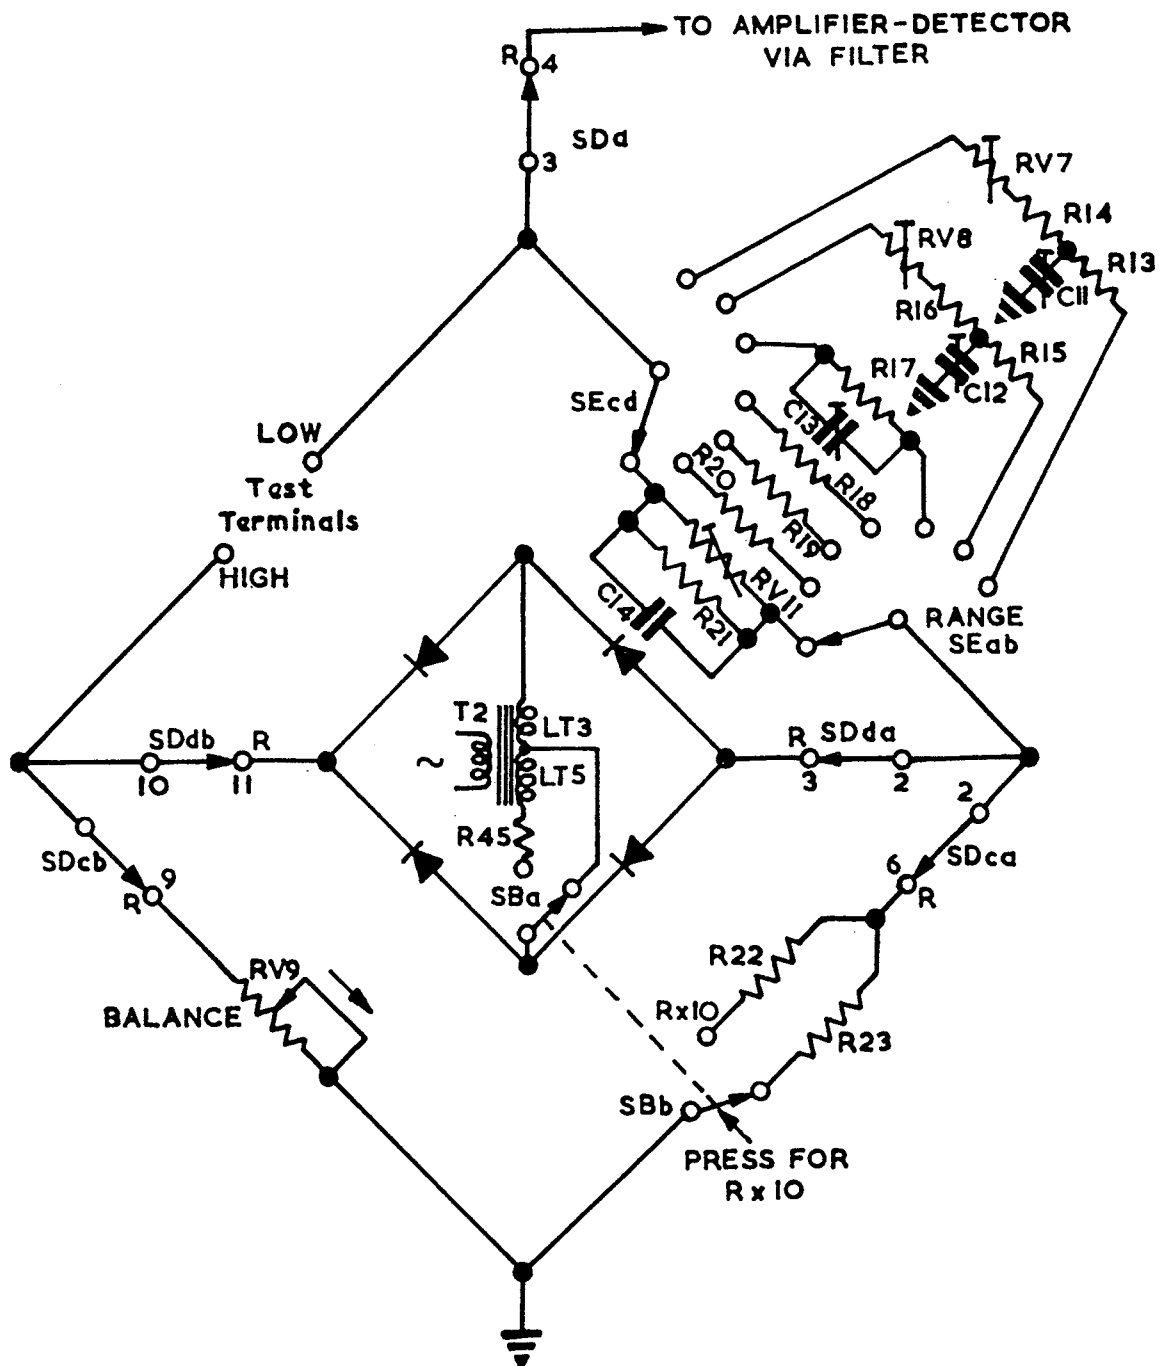 TO AMPLIFIER-DETECTOR
VIA FILTER
R
4
SDa
3
RV7
R14
RV8
R13
C11
R16
R15
R17
C12
SEcd
C13
LOW
Test
Terminals
R20
R18
HIGH
R19
RV11
C14
R21
RANGE
SEab
T2
LT3
SDdb
R
10
11
~
LT5
R
SDda
3
2
2
R45
SDcb
9
R
SBa
SDca
6
R
RV9
BALANCE
R22
Rx10
R23
SBb
PRESS FOR
Rx10